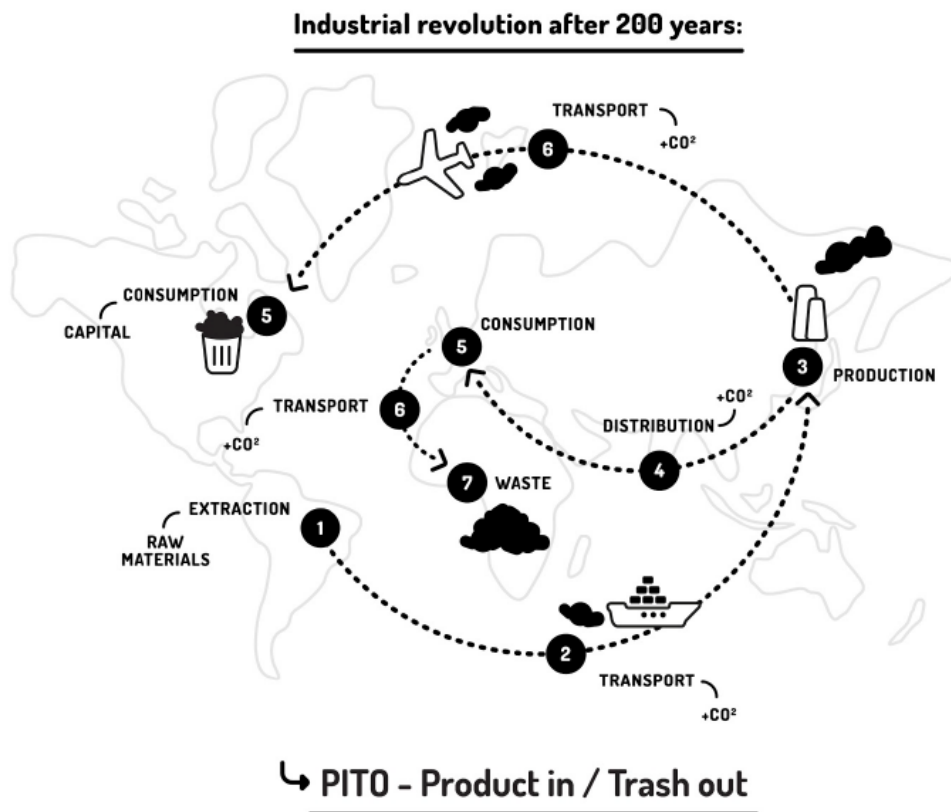 Industrial revolution after 200 years:
TRANSPORT
+CO²
6
CONSUMPTION
CAPITAL
5
CONSUMPTION
5
3
PRODUCTION
TRANSPORT
+CO²
6
DISTRIBUTION
+CO²
4
7
WASTE
EXTRACTION
RAW
MATERIALS
1
2
TRANSPORT
+CO²
PITO - Product in / Trash out